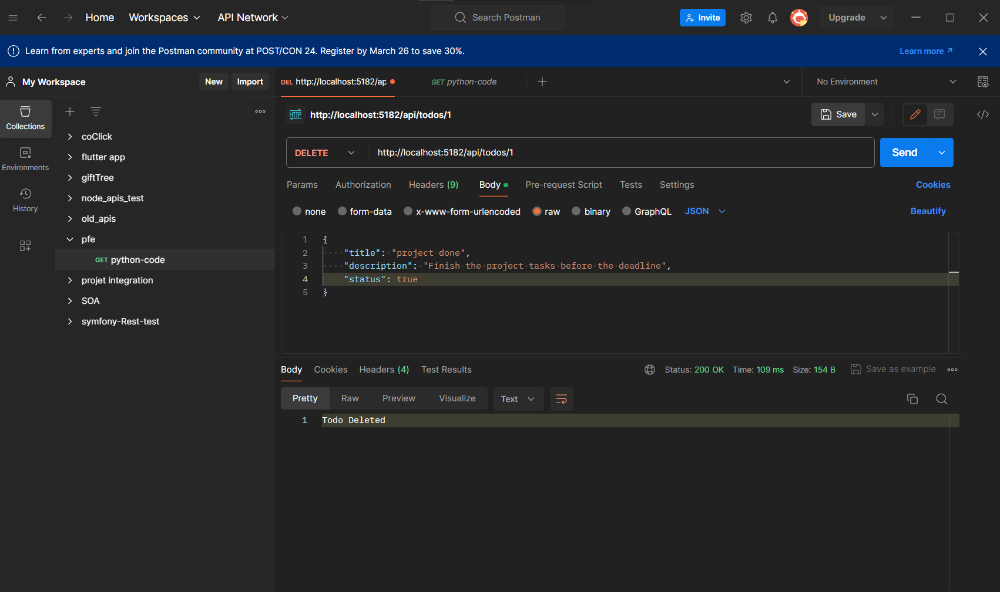 Home Workspaces API Network Search Postman Invite Upgrade
Learn from experts and join the Postman community at POST/CON 24. Register by March 26 to save 30%. Learn more
My Workspace New Import
DEL http://localhost:5182/ap GET python-code No Environment
Collections
Environments
History
coClick
flutter app
giftTree
node_apis_test
old_apis
pfe
GET python-code
projet integration
SOA
symfony-Rest-test
HTTP http://localhost:5182/api/todos/1 Save
DELETE http://localhost:5182/api/todos/1 Send
Params Authorization Headers (9) Body Pre-request Script Tests Settings Cookies
none form-data x-www-form-urlencoded raw binary GraphQL JSON Beautify
1 {
2 "title": "project done",
3 "description": "Finish the project tasks before the deadline",
4 "status": true
5 }
Body Cookies Headers (4) Test Results Status: 200 OK Time: 109 ms Size: 154 B Save as example
Pretty Raw Preview Visualize Text
1 Todo Deleted